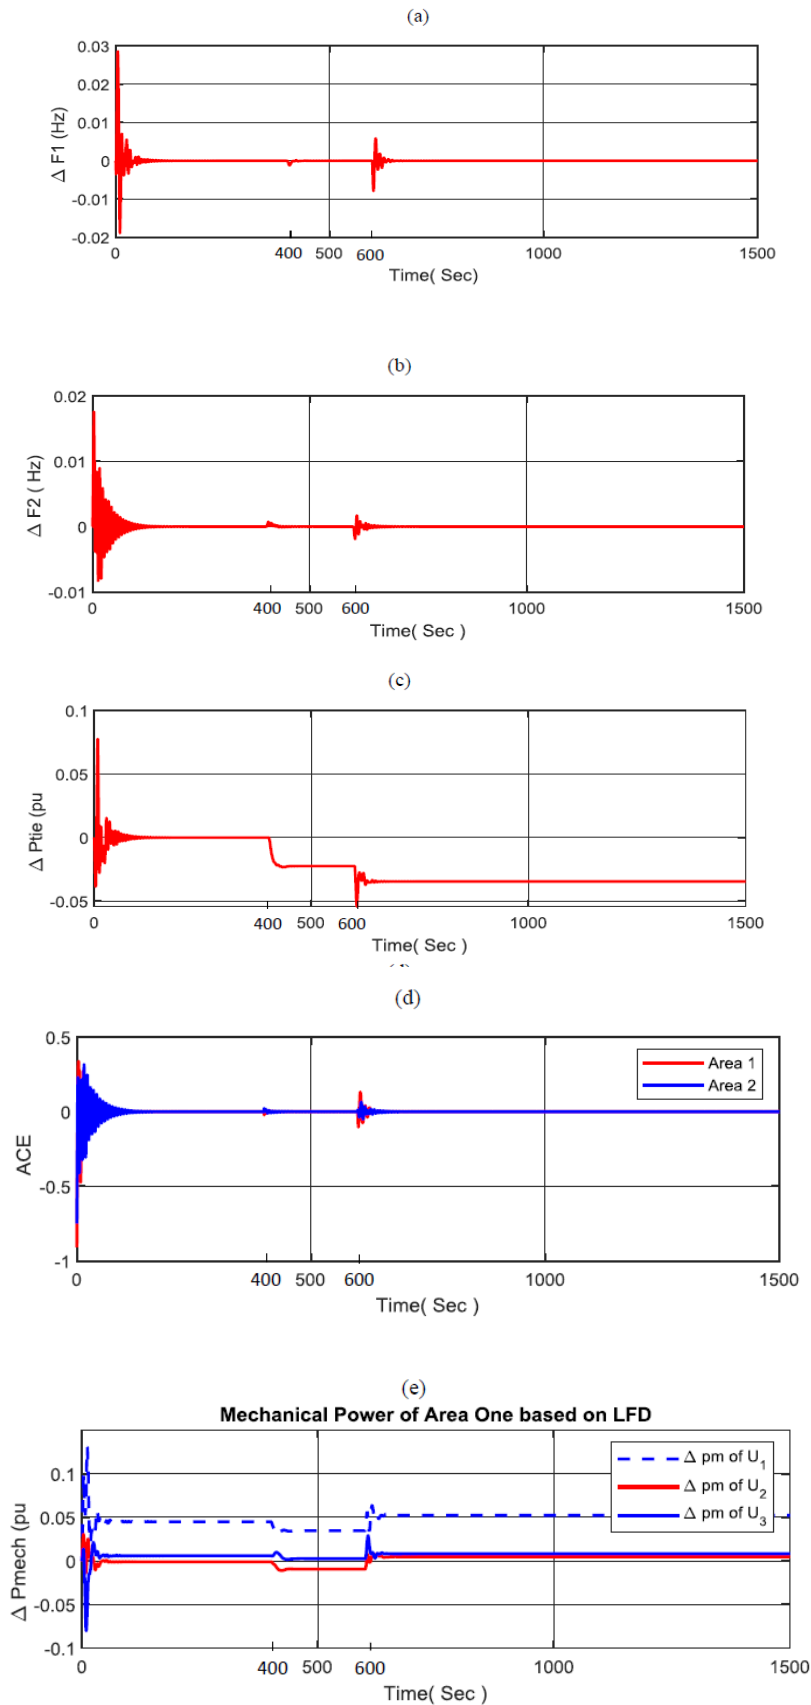 (a)
0.03
0.02
0.01
0
-0.01
-0.02
Δ F1 (Hz)
0 400 500 600 1000 1500
Time( Sec)
(b)
0.02
0.01
0
-0.01
Δ F2 ( Hz)
0 400 500 600 1000 1500
Time( Sec )
(c)
0.1
0.05
0
-0.05
Δ Ptie (pu
0 400 500 600 1000 1500
Time( Sec )
(d)
0.5
0
-0.5
-1
ACE
Area 1
Area 2
0 400 500 600 1000 1500
Time( Sec )
(e)
Mechanical Power of Area One based on LFD
0.1
0.05
0
-0.05
-0.1
Δ Pmech (pu
Δ pm of U1
Δ pm of U2
Δ pm of U3
0 400 500 600 1000 1500
Time( Sec )